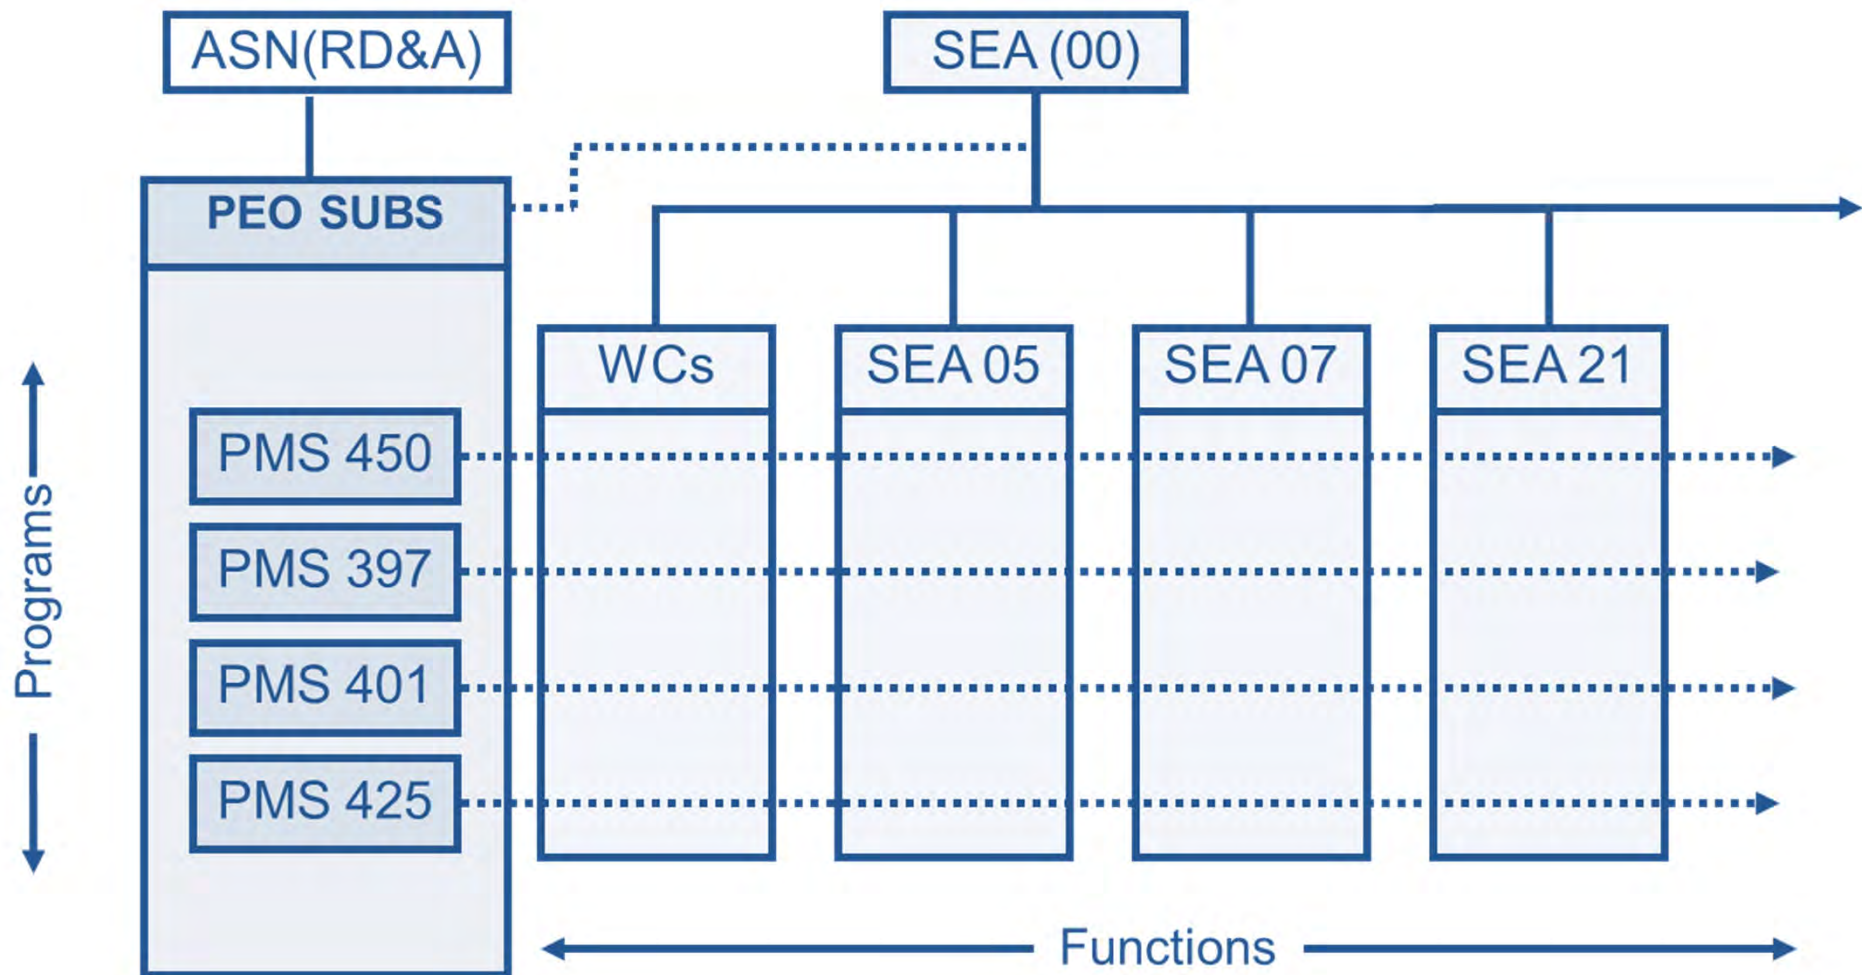 ASN(RD&A)
SEA (00)
PEO SUBS
WCs
SEA 05
SEA 07
SEA 21
PMS 450
PMS 397
PMS 401
PMS 425
Programs
Functions